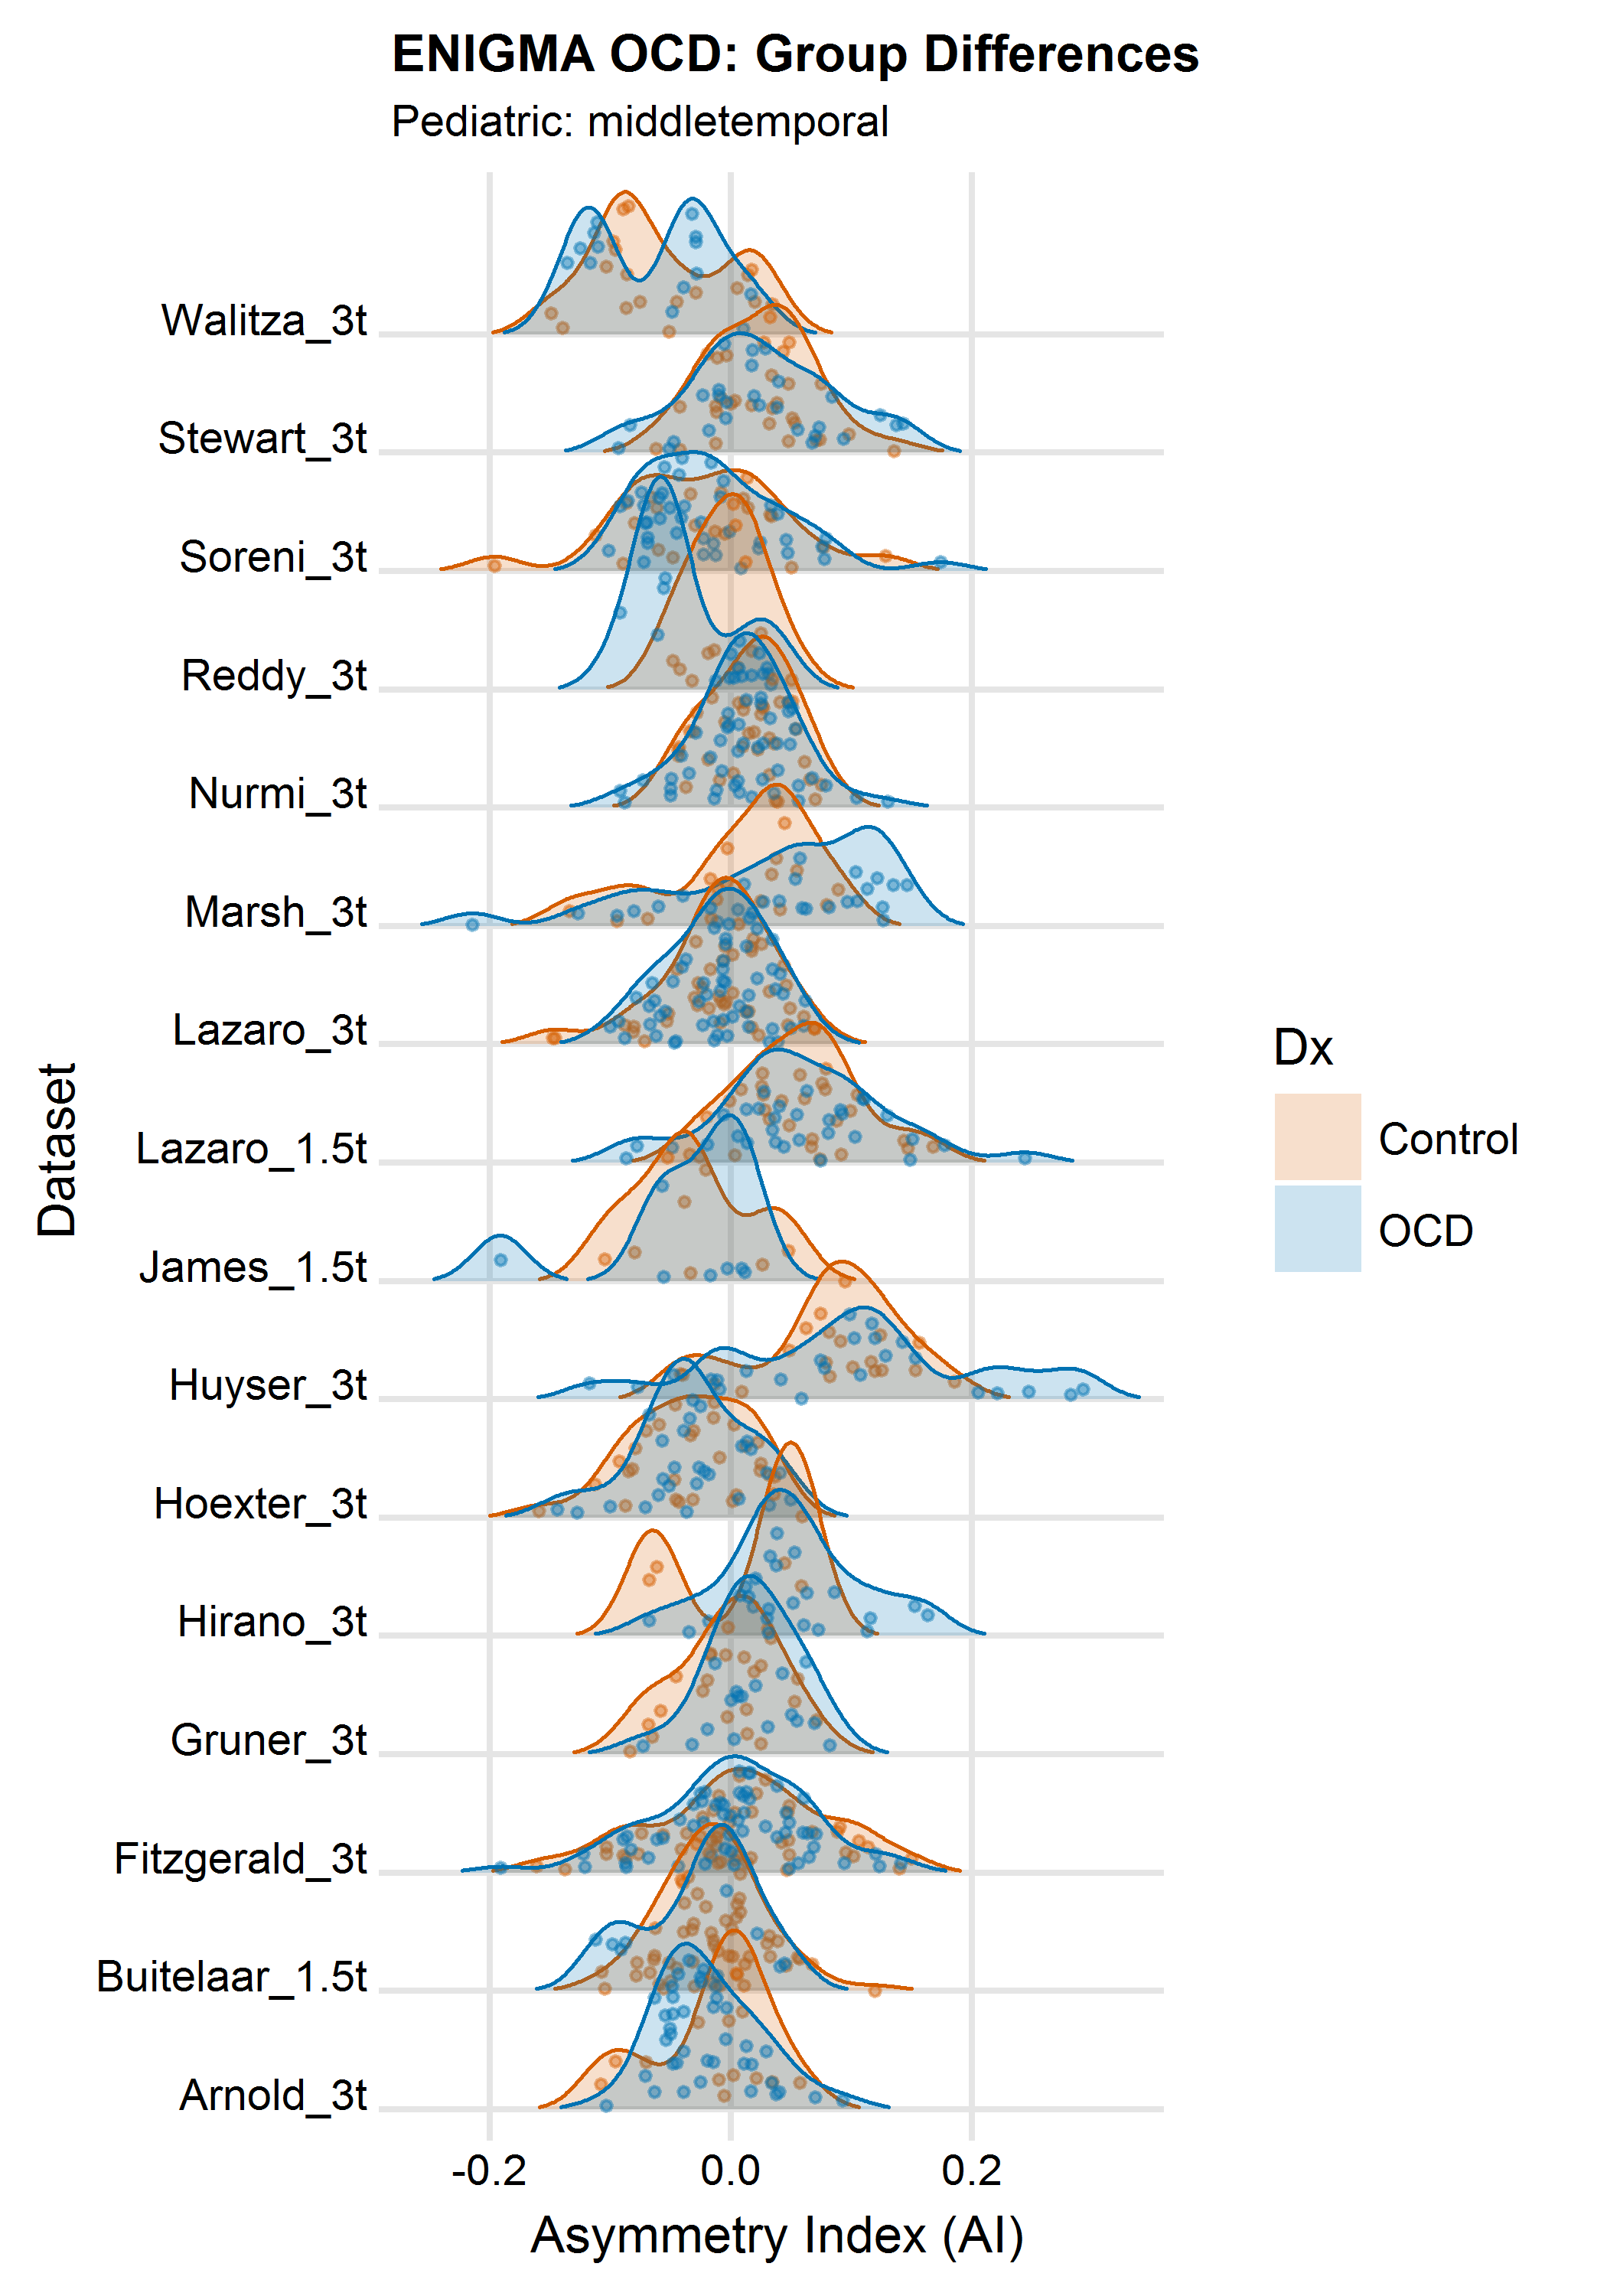 ENIGMA OCD: Group Differences
Pediatric: middletemporal
Walitza_3t
Stewart_3t
Soreni_3t
Reddy_3t
Nurmi_3t
Marsh_3t
Lazaro_3t
Lazaro_1.5t
James_1.5t
Huyser_3t
Hoexter_3t
Hirano_3t
Gruner_3t
Fitzgerald_3t
Buitelaar_1.5t
Arnold_3t
Dataset
-0.2 0.0 0.2
Asymmetry Index (AI)
Dx
Control
OCD